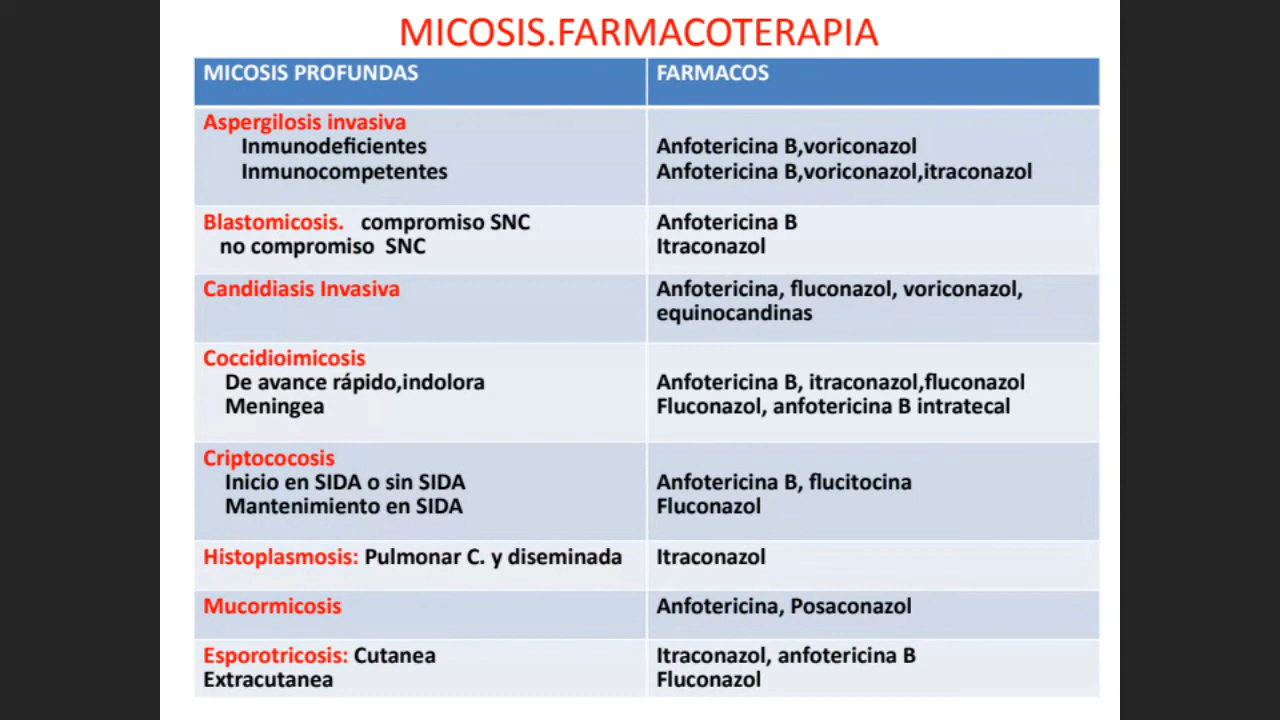 MICOSIS.FARMACOTERAPIA
MICOSIS PROFUNDAS FARMACOS
Aspergilosis invasiva
Inmunodeficientes Anfotericina B,voriconazol
Inmunocompetentes Anfotericina B,voriconazol,itraconazol
Blastomicosis. compromiso SNC Anfotericina B
no compromiso SNC Itraconazol
Candidiasis Invasiva Anfotericina, fluconazol, voriconazol,
equinocandinas
Coccidioimicosis
De avance rápido,indolora Anfotericina B, itraconazol,fluconazol
Meningea Fluconazol, anfotericina B intratecal
Criptococosis
Inicio en SIDA o sin SIDA Anfotericina B, flucitocina
Mantenimiento en SIDA Fluconazol
Histoplasmosis: Pulmonar C. y diseminada Itraconazol
Mucormicosis Anfotericina, Posaconazol
Esporotricosis: Cutanea Itraconazol, anfotericina B
Extracutanea Fluconazol